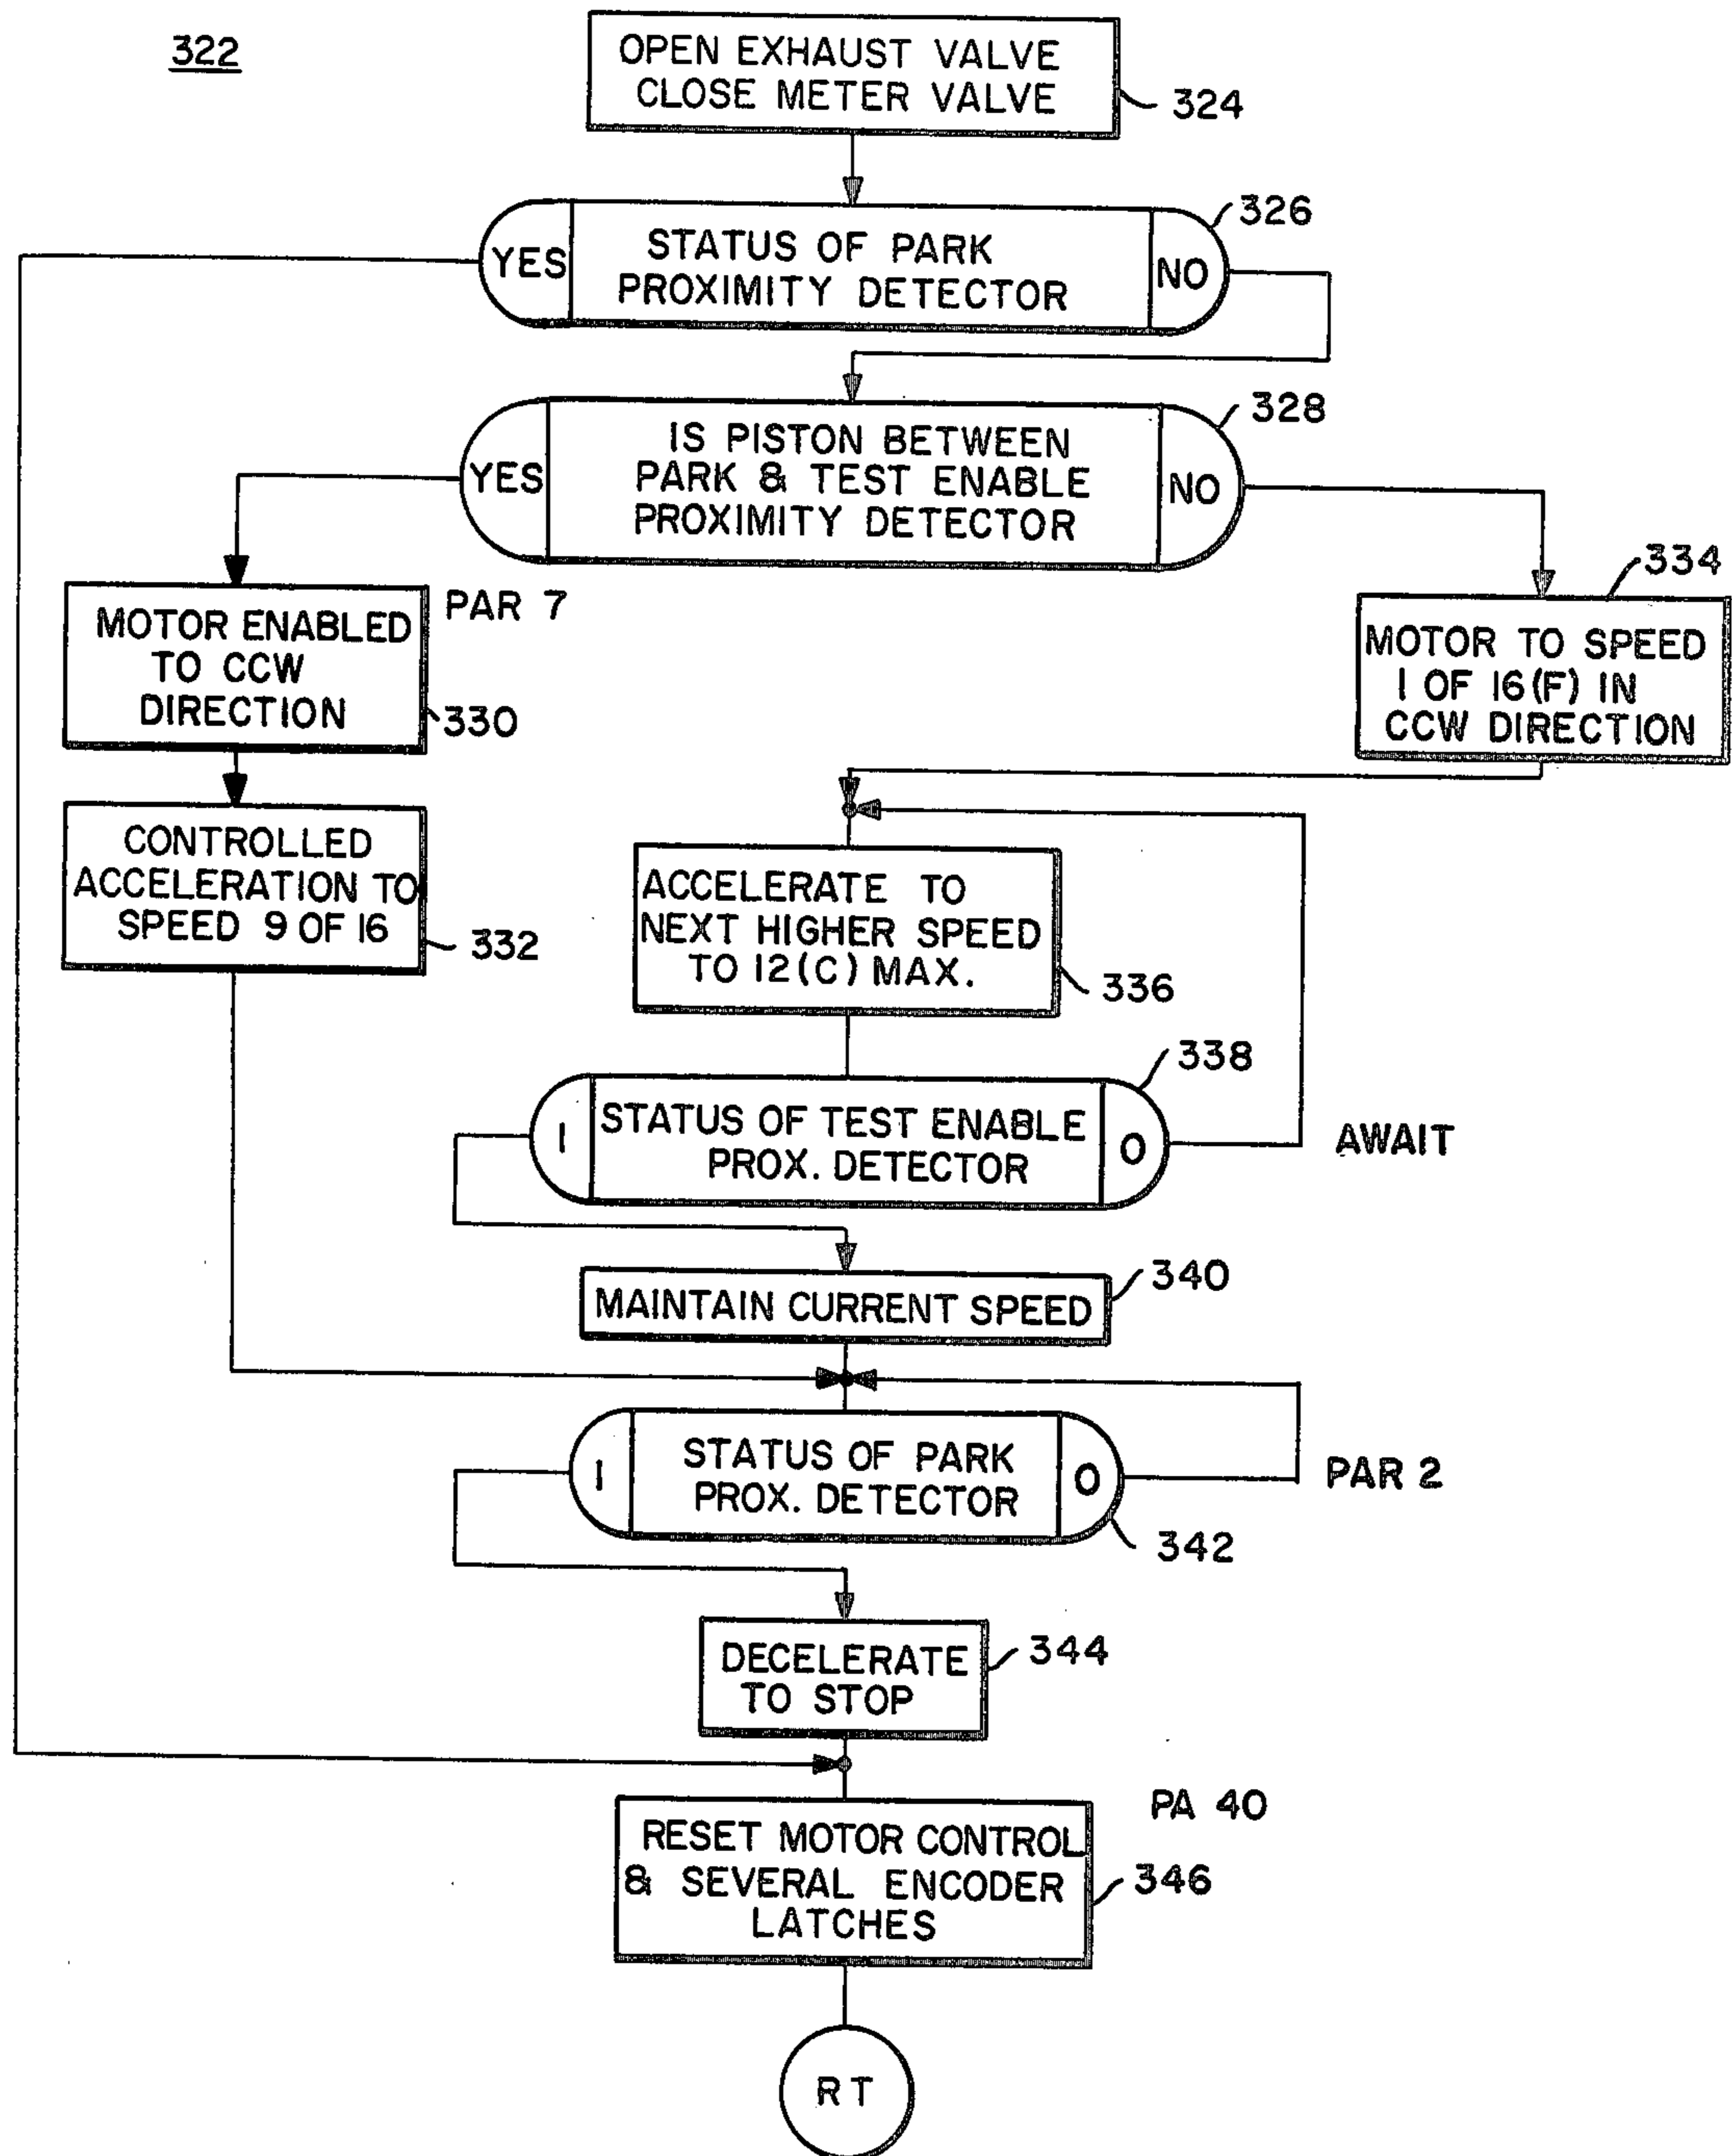 322
OPEN EXHAUST VALVE
CLOSE METER VALVE
324
326
YES
STATUS OF PARK
PROXIMITY DETECTOR
NO
328
YES
IS PISTON BETWEEN
PARK & TEST ENABLE
PROXIMITY DETECTOR
NO
334
PAR 7
MOTOR ENABLED
TO CCW
DIRECTION
330
MOTOR TO SPEED
1 OF 16(F) IN
CCW DIRECTION
CONTROLLED
ACCELERATION TO
SPEED 9 OF 16
332
ACCELERATE TO
NEXT HIGHER SPEED
TO 12(C) MAX.
336
338
1
STATUS OF TEST ENABLE
PROX. DETECTOR
0
AWAIT
340
MAINTAIN CURRENT SPEED
1
STATUS OF PARK
PROX. DETECTOR
0
PAR 2
342
DECELERATE
TO STOP
344
PA 40
RESET MOTOR CONTROL
& SEVERAL ENCODER
LATCHES
346
RT